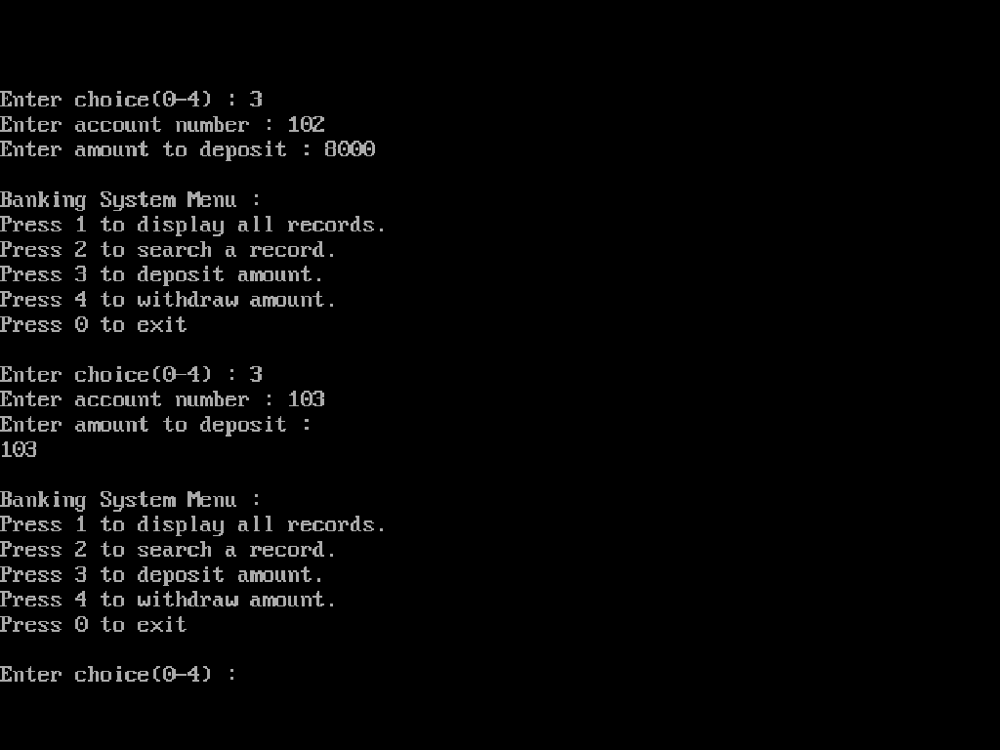 Enter choice(0-4) : 3
Enter account number : 102
Enter amount to deposit : 8000
Banking System Menu :
Press 1 to display all records.
Press 2 to search a record.
Press 3 to deposit amount.
Press 4 to withdraw amount.
Press 0 to exit
Enter choice(0-4) : 3
Enter account number : 103
Enter amount to deposit :
103
Banking System Menu :
Press 1 to display all records.
Press 2 to search a record.
Press 3 to deposit amount.
Press 4 to withdraw amount.
Press 0 to exit
Enter choice(0-4) :